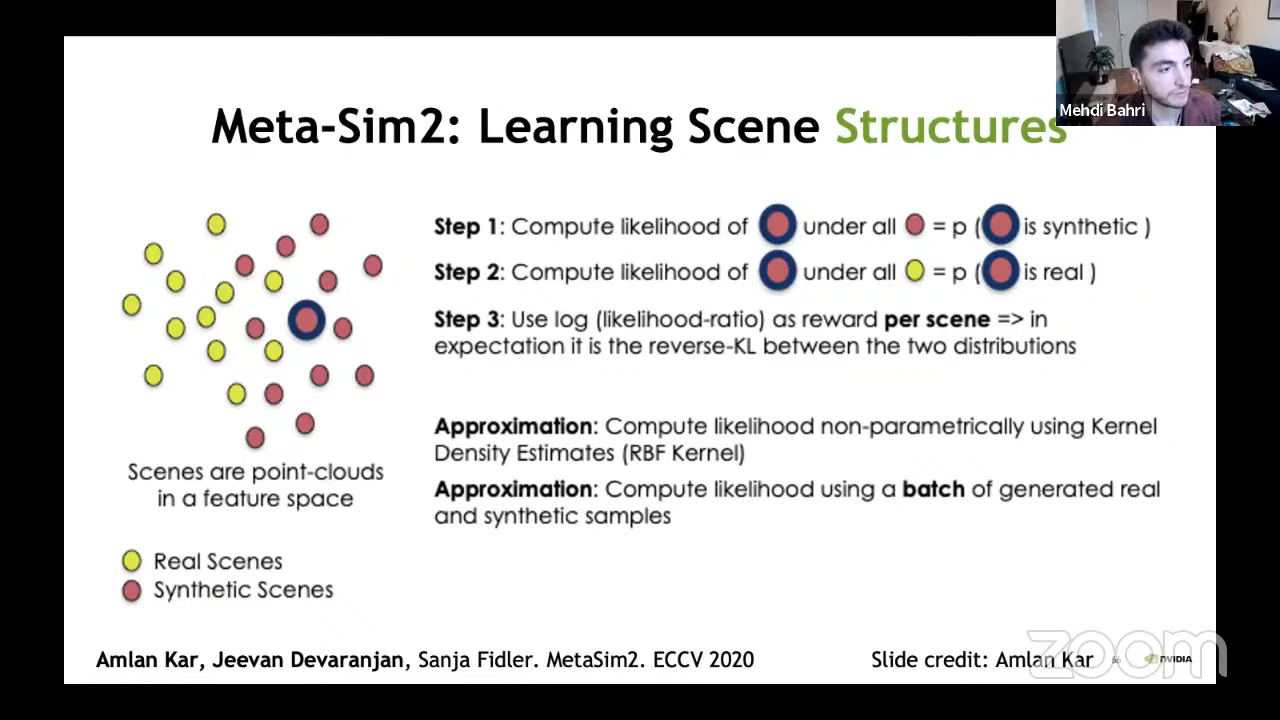 Mehdi Bahri
Meta-Sim2: Learning Scene Structures
Step 1: Compute likelihood of under all = p ( is synthetic )
Step 2: Compute likelihood of under all = p ( is real )
Step 3: Use log (likelihood-ratio) as reward per scene => in
expectation it is the reverse-KL between the two distributions
Approximation: Compute likelihood non-parametrically using Kernel
Density Estimates (RBF Kernel)
Approximation: Compute likelihood using a batch of generated real
and synthetic samples
Scenes are point-clouds
in a feature space
Real Scenes
Synthetic Scenes
Amlan Kar, Jeevan Devaranjan, Sanja Fidler. MetaSim2. ECCV 2020
Slide credit: Amlan Kar
zoom
NVIDIA